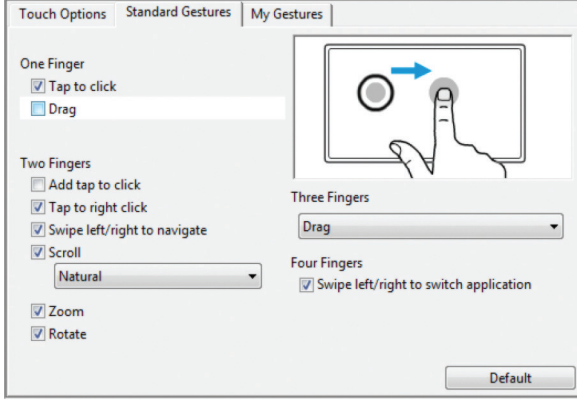 Touch Options
Standard Gestures
My Gestures
One Finger
Tap to click
Drag
Two Fingers
Add tap to click
Tap to right click
Swipe left/right to navigate
Scroll
Natural
Zoom
Rotate
Three Fingers
Drag
Four Fingers
Swipe left/right to switch application
Default